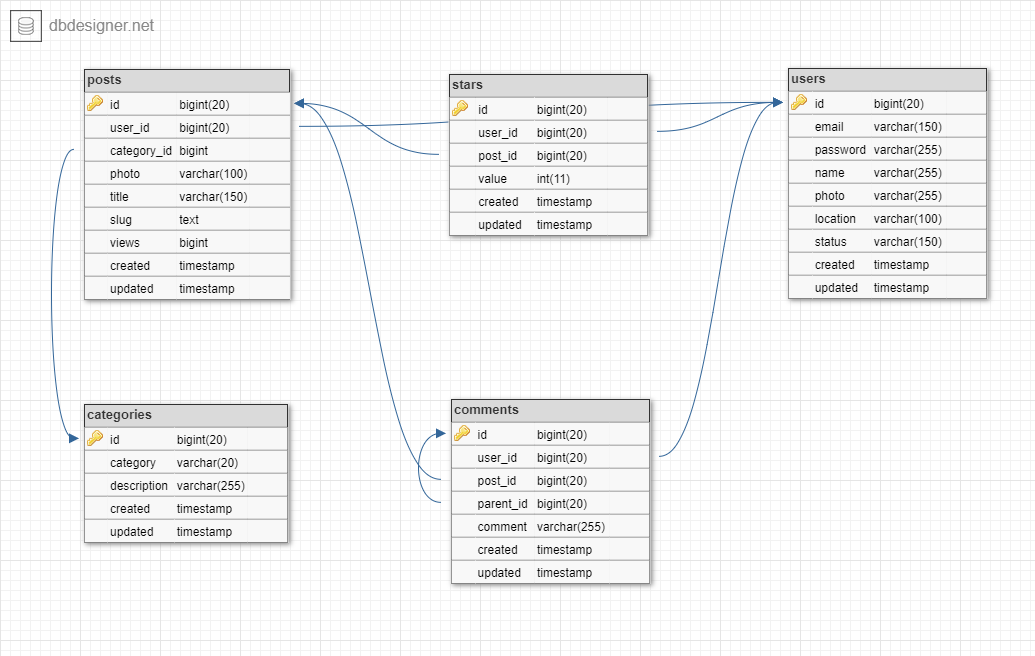 dbdesigner.net
posts
id bigint(20)
user_id bigint(20)
category_id bigint
photo varchar(100)
title varchar(150)
slug text
views bigint
created timestamp
updated timestamp
stars
id bigint(20)
user_id bigint(20)
post_id bigint(20)
value int(11)
created timestamp
updated timestamp
users
id bigint(20)
email varchar(150)
password varchar(255)
name varchar(255)
photo varchar(255)
location varchar(100)
status varchar(150)
created timestamp
updated timestamp
categories
id bigint(20)
category varchar(20)
description varchar(255)
created timestamp
updated timestamp
comments
id bigint(20)
user_id bigint(20)
post_id bigint(20)
parent_id bigint(20)
comment varchar(255)
created timestamp
updated timestamp